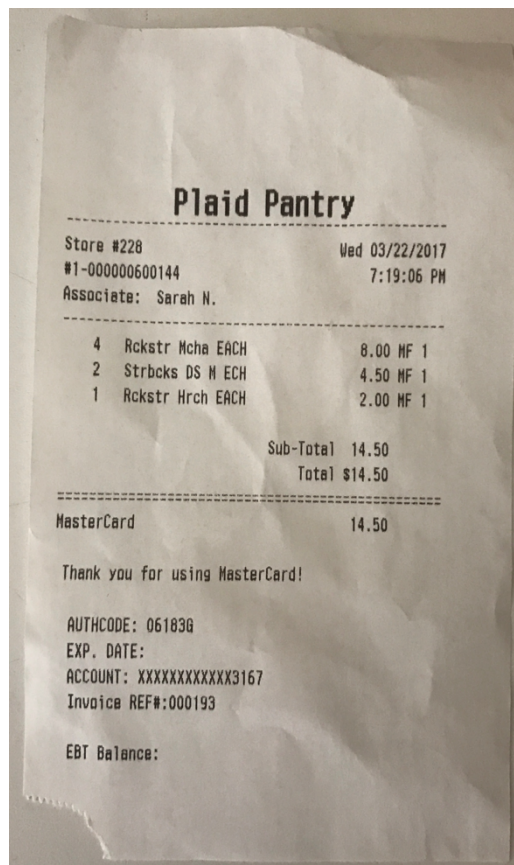 Plaid Pantry
Store #228 Wed 03/22/2017
#1-000000600144 7:19:06 PM
Associate: Sarah N.
4 Rckstr Mcha EACH 8.00 MF 1
2 Strbcks DS M ECH 4.50 MF 1
1 Rckstr Hrch EACH 2.00 MF 1
Sub-Total 14.50
Total $14.50
MasterCard 14.50
Thank you for using MasterCard!
AUTHCODE: 06183G
EXP. DATE:
ACCOUNT: XXXXXXXXXXXX3167
Invoice REF#:000193
EBT Balance: